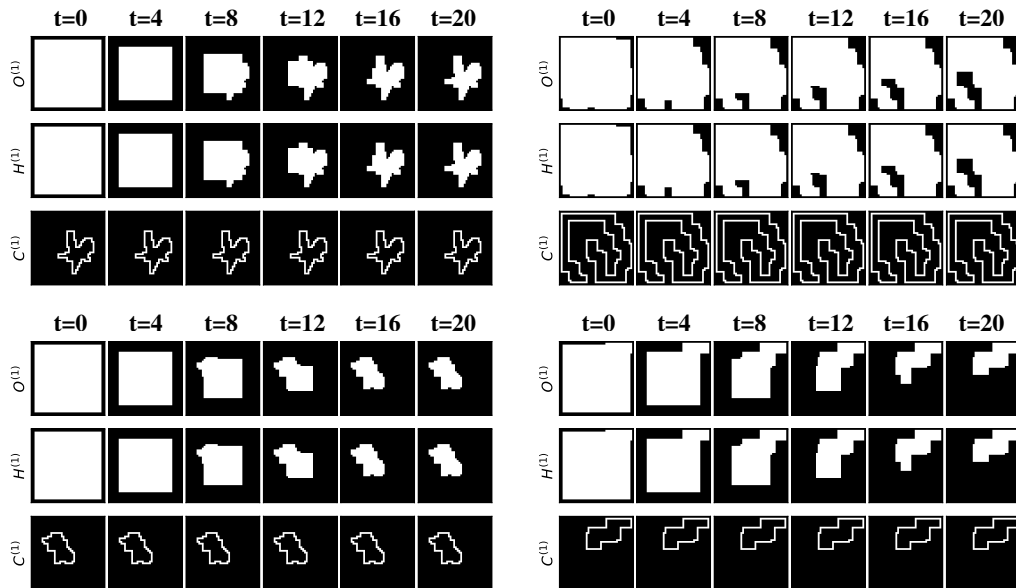 t=0 t=4 t=8 t=12 t=16 t=20
O(1)
H(1)
C(1)
t=0 t=4 t=8 t=12 t=16 t=20
O(1)
H(1)
C(1)
t=0 t=4 t=8 t=12 t=16 t=20
O(1)
H(1)
C(1)
t=0 t=4 t=8 t=12 t=16 t=20
O(1)
H(1)
C(1)